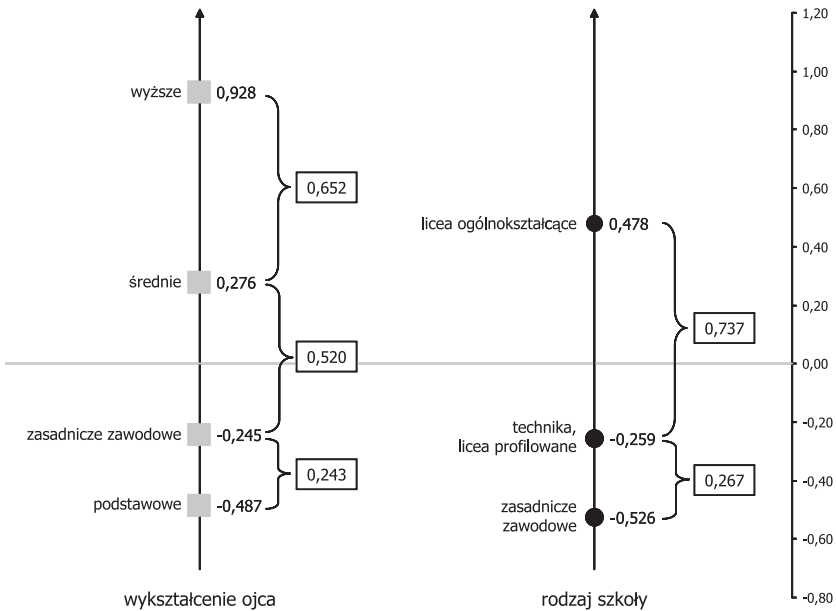 wyższe 0,928
0,652
średnie 0,276
0,520
zasadnicze zawodowe -0,245
0,243
podstawowe -0,487
wykształcenie ojca
licea ogólnokształcące 0,478
0,737
technika,
licea profilowane -0,259
0,267
zasadnicze
zawodowe -0,526
rodzaj szkoły
1,20
1,00
0,80
0,60
0,40
0,20
0,00
-0,20
-0,40
-0,60
-0,80